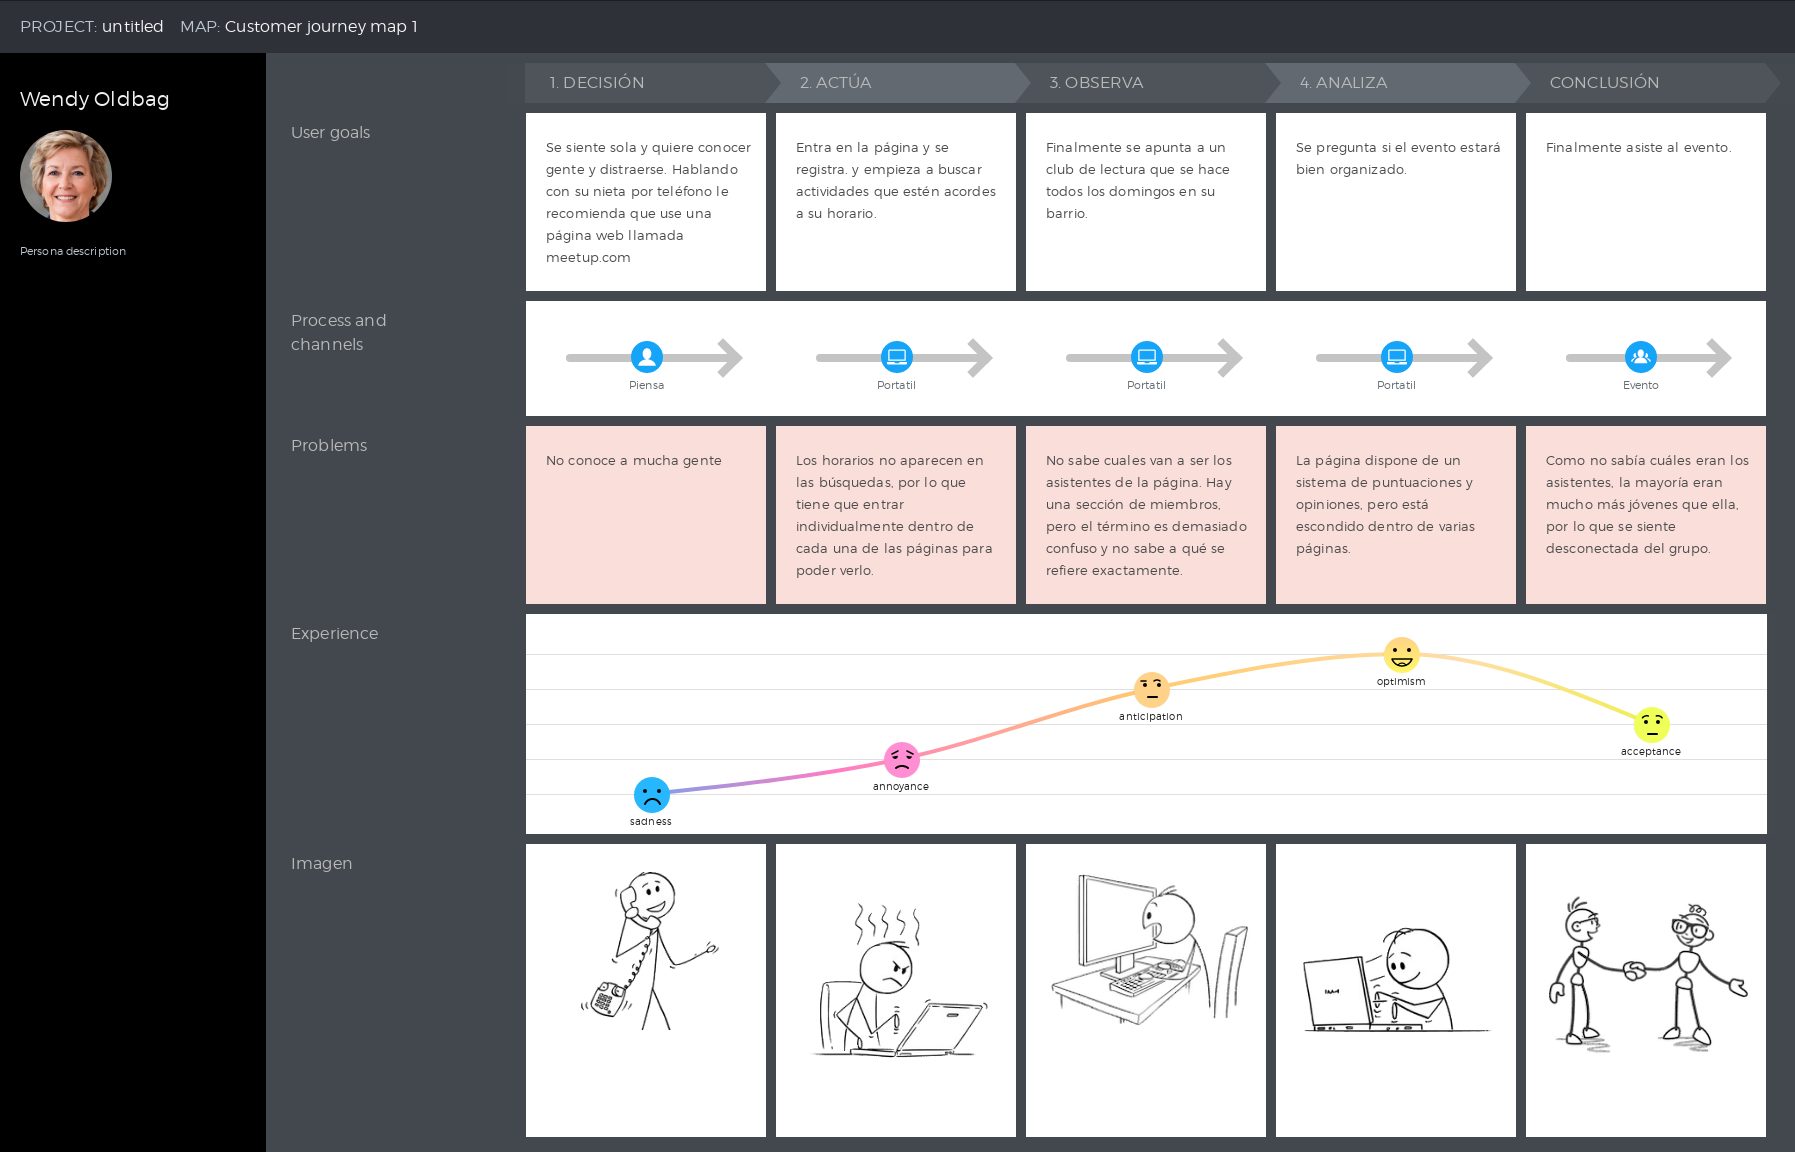 PROJECT: untitled MAP: Customer journey map 1
Wendy Oldbag
Persona description
1. DECISIÓN
2. ACTÚA
3. OBSERVA
4. ANALIZA
CONCLUSIÓN
User goals
Se siente sola y quiere conocer
gente y distraerse. Hablando
con su nieta por teléfono le
recomienda que use una
página web llamada
meetup.com
Entra en la página y se
registra. y empieza a buscar
actividades que estén acordes
a su horario.
Finalmente se apunta a un
club de lectura que se hace
todos los domingos en su
barrio.
Se pregunta si el evento estará
bien organizado.
Finalmente asiste al evento.
Process and
channels
Piensa
Portatil
Portatil
Portatil
Evento
Problems
No conoce a mucha gente
Los horarios no aparecen en
las búsquedas, por lo que
tiene que entrar
individualmente dentro de
cada una de las páginas para
poder verlo.
No sabe cuales van a ser los
asistentes de la página. Hay
una sección de miembros,
pero el término es demasiado
confuso y no sabe a qué se
refiere exactamente.
La página dispone de un
sistema de puntuaciones y
opiniones, pero está
escondido dentro de varias
páginas.
Como no sabía cuáles eran los
asistentes, la mayoría eran
mucho más jóvenes que ella,
por lo que se siente
desconectada del grupo.
Experience
sadness
annoyance
anticipation
optimism
acceptance
Imagen